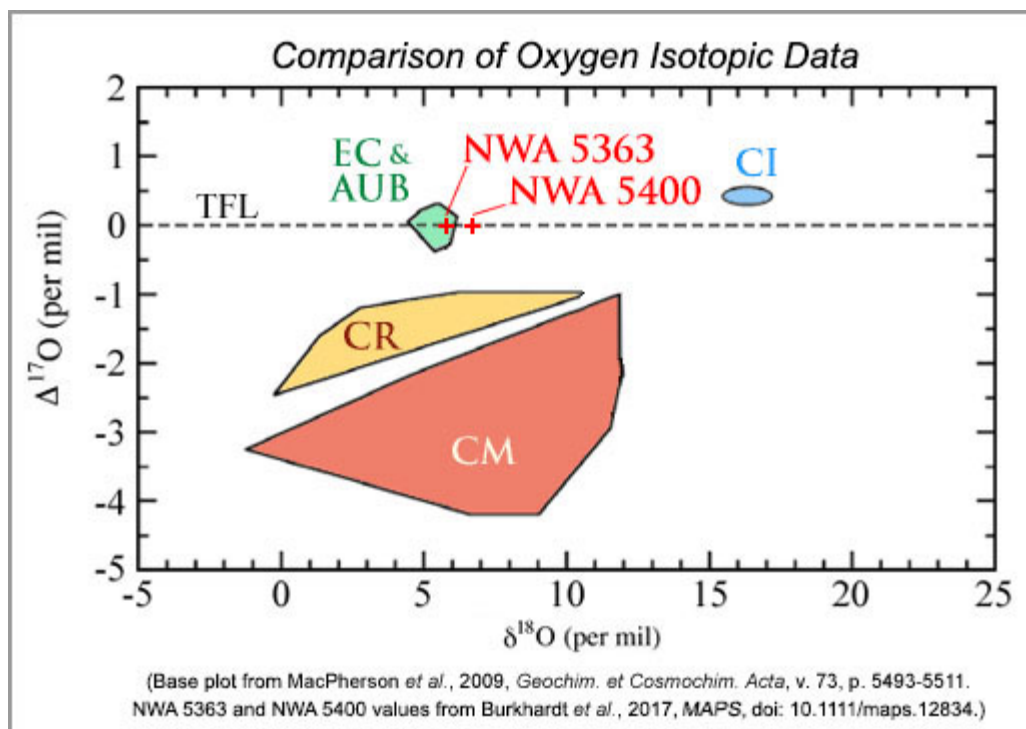 Comparison of Oxygen Isotopic Data
2
1
0
-1
-2
-3
-4
-5
Δ17O (per mil)
EC &
AUB
NWA 5363
NWA 5400
CI
TFL
CR
CM
-5 0 5 10 15 20 25
δ18O (per mil)
(Base plot from MacPherson et al., 2009, Geochim. et Cosmochim. Acta, v. 73, p. 5493-5511.
NWA 5363 and NWA 5400 values from Burkhardt et al., 2017, MAPS, doi: 10.1111/maps.12834.)